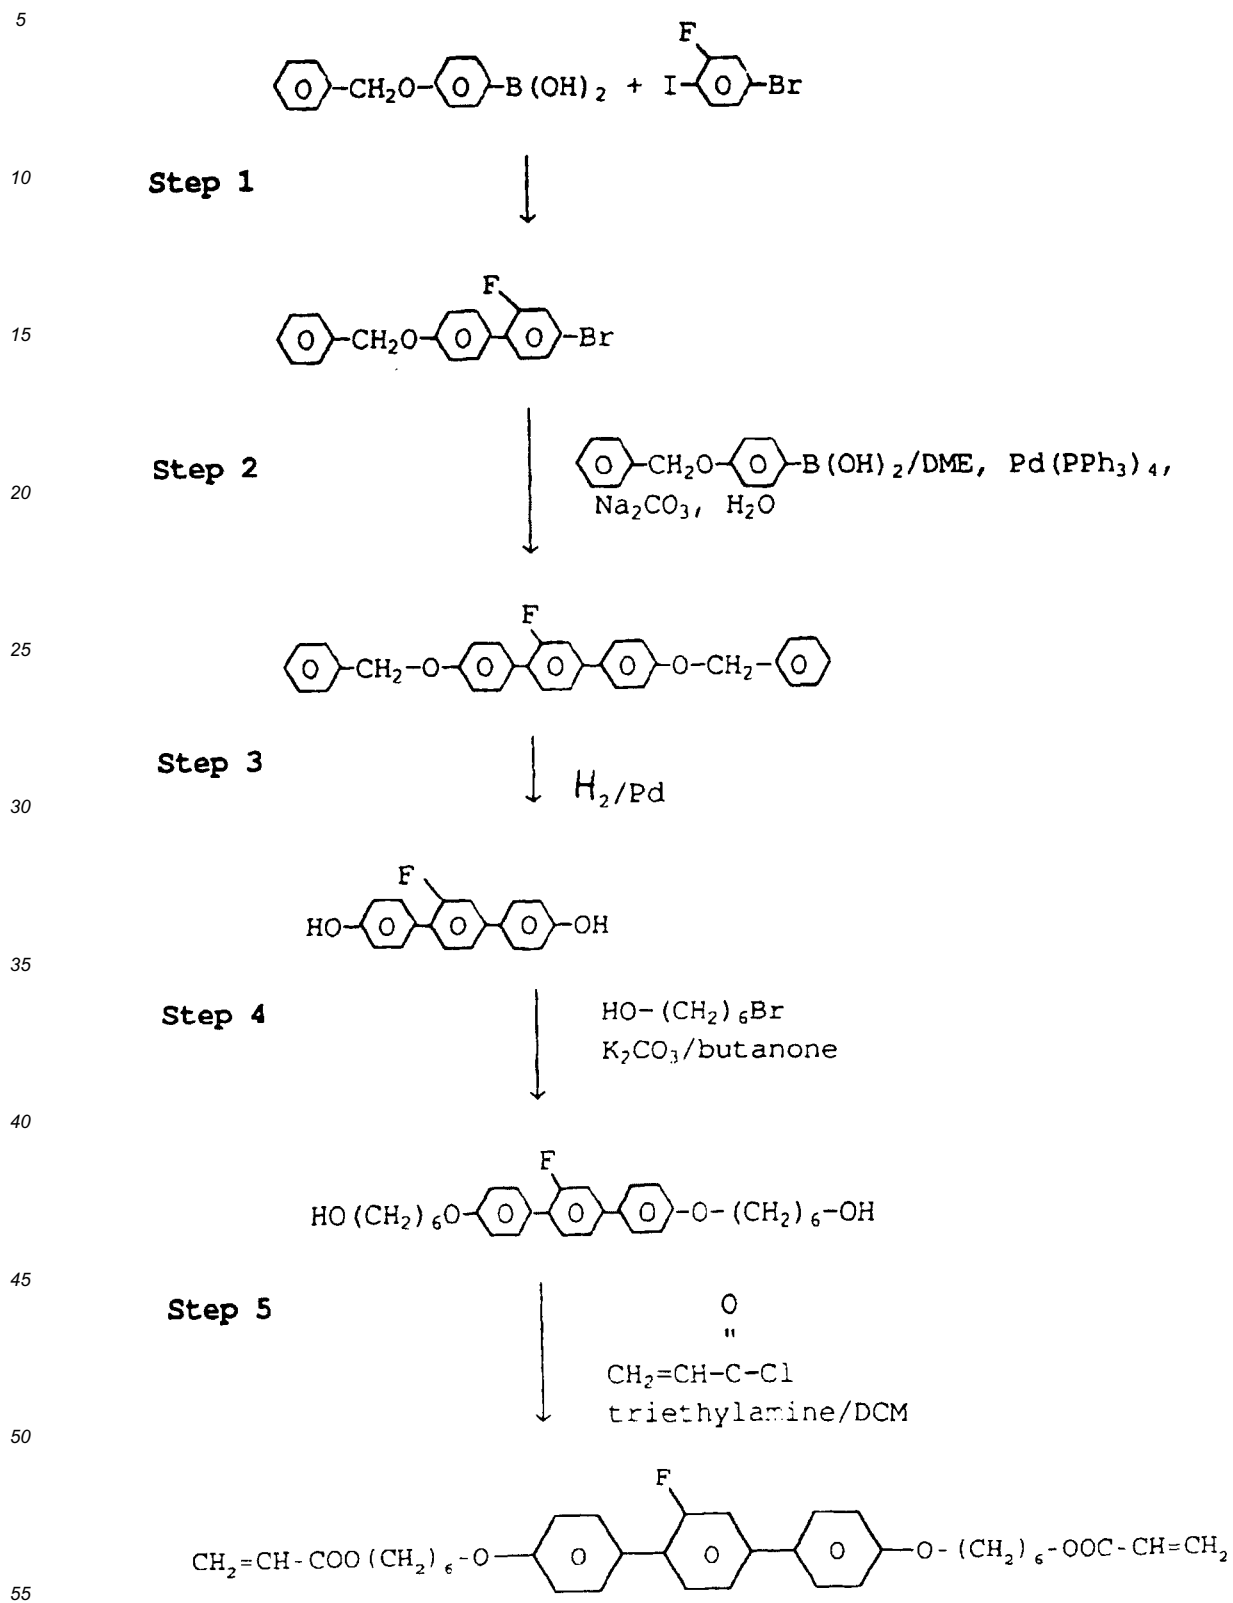 5
F
O-CH₂O-O-B(OH)₂ + I-O-Br
10
Step 1
F
15
O-CH₂O-O-O-Br
Step 2
O-CH₂O-O-B(OH)₂/DME, Pd(PPh₃)₄,
20
Na₂CO₃, H₂O
F
25
O-CH₂-O-O-O-O-O-CH₂-O
Step 3
H₂/Pd
30
F
HO-O-O-O-OH
35
Step 4
HO-(CH₂)₆Br
K₂CO₃/butanone
40
F
HO(CH₂)₆O-O-O-O-O-(CH₂)₆-OH
45
Step 5
O
"
CH₂=CH-C-Cl
triethylamine/DCM
50
F
CH₂=CH-COO(CH₂)₆-O-O-O-O-O-(CH₂)₆-OOC-CH=CH₂
55